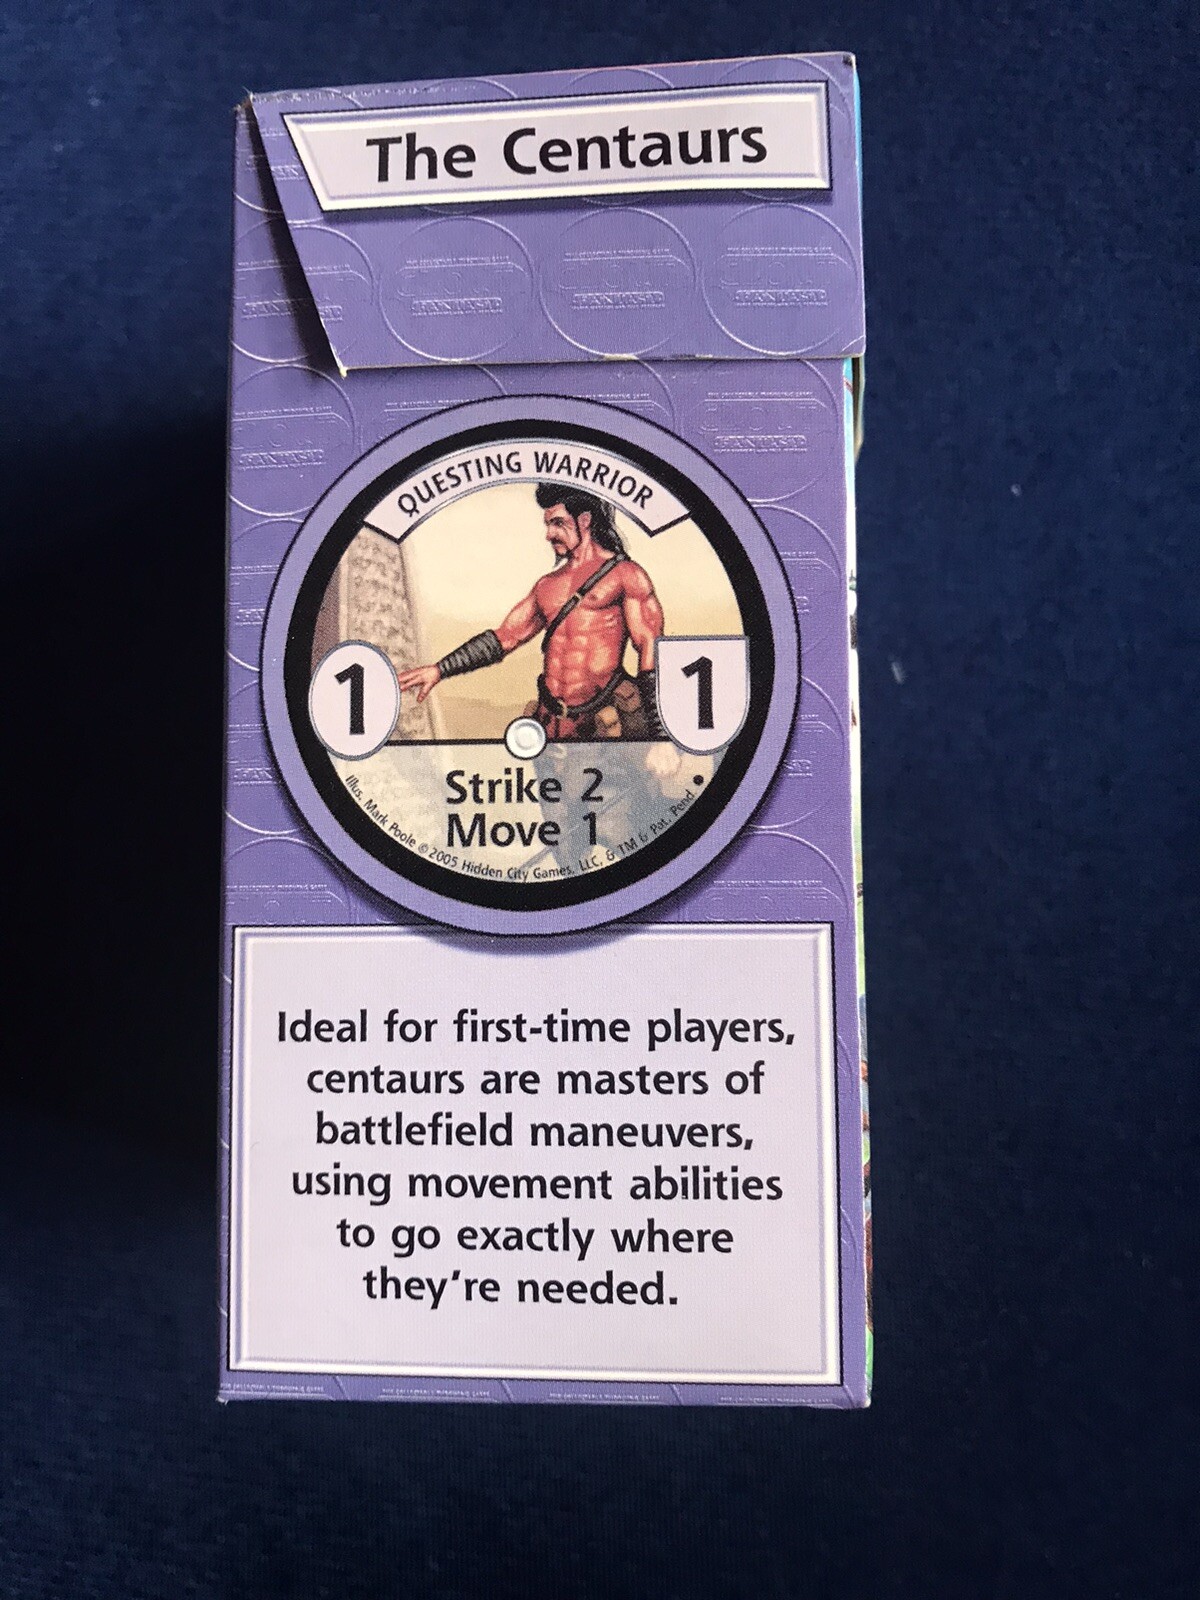 The Centaurs
QUESTING WARRIOR
1
1
Strike 2
Move 1
Illus. Mark Poole © 2005 Hidden City Games, LLC, & TM & Pat. Pend. •
Ideal for first-time players,
centaurs are masters of
battlefield maneuvers,
using movement abilities
to go exactly where
they're needed.